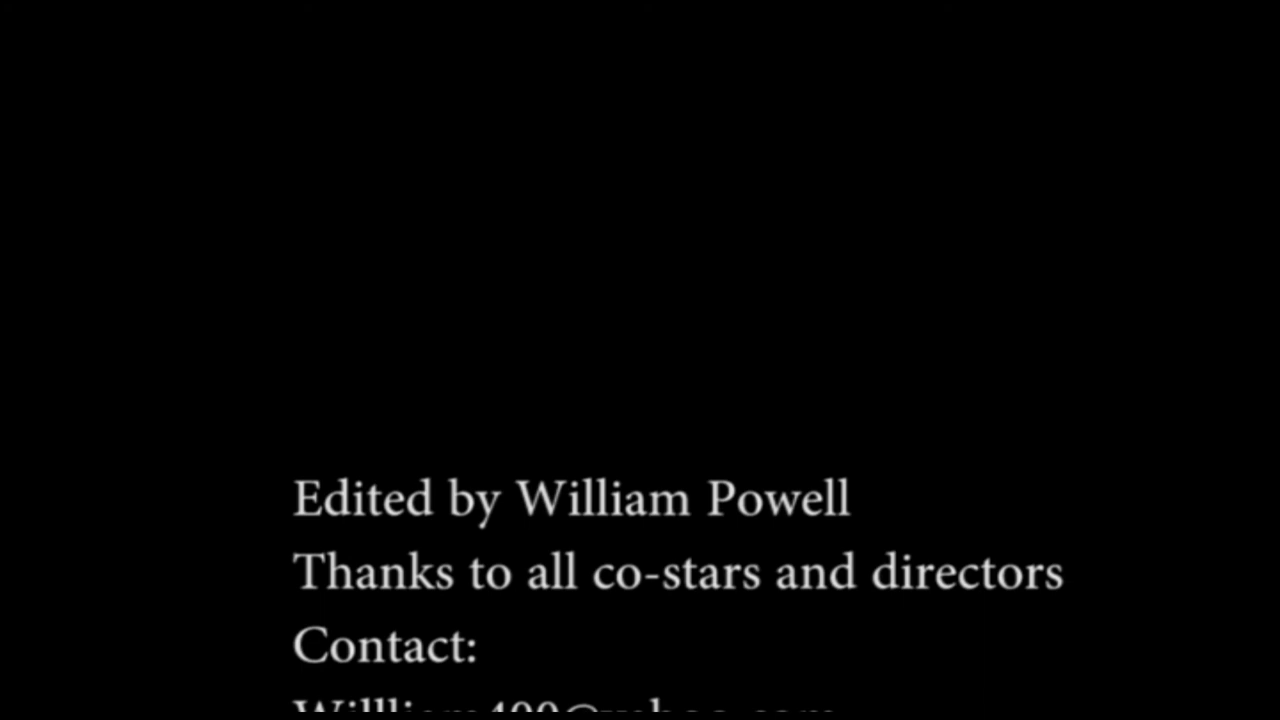 Edited by William Powell
Thanks to all co-stars and directors
Contact: